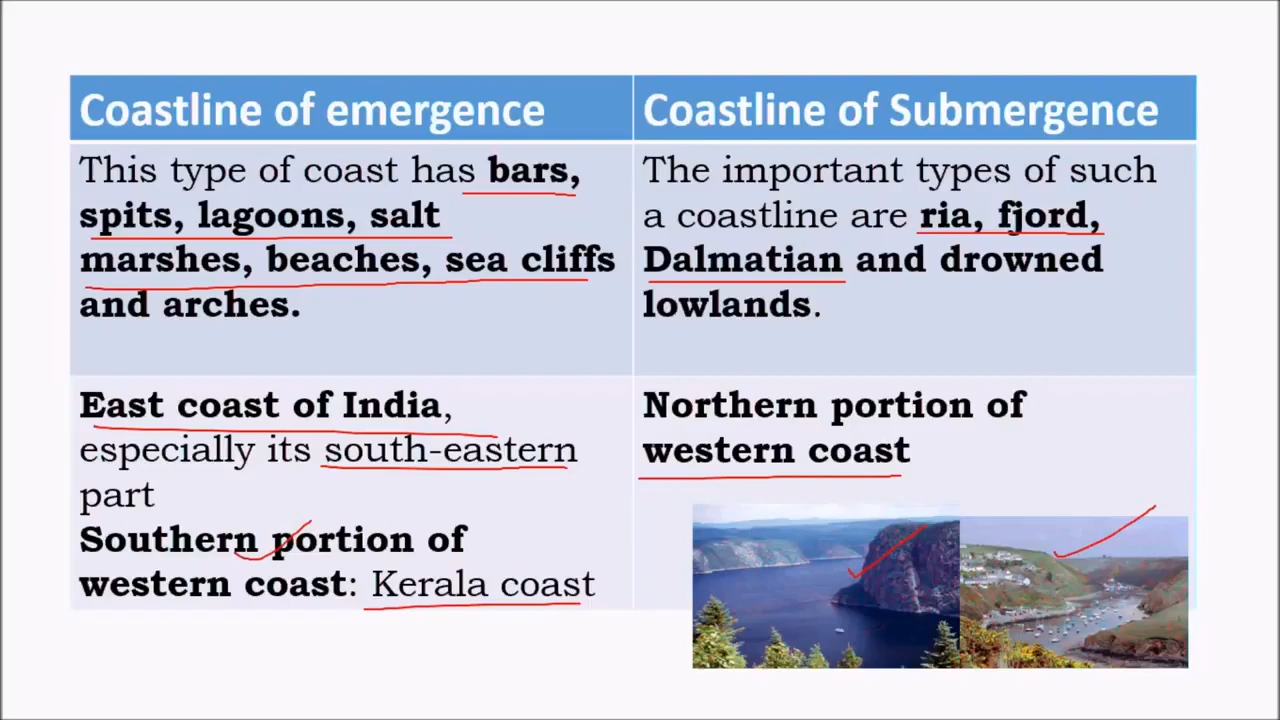 Coastline of emergence
This type of coast has bars,
spits, lagoons, salt
marshes, beaches, sea cliffs
and arches.
East coast of India,
especially its south-eastern
part
Southern portion of
western coast: Kerala coast
Coastline of Submergence
The important types of such
a coastline are ria, fjord,
Dalmatian and drowned
lowlands.
Northern portion of
western coast